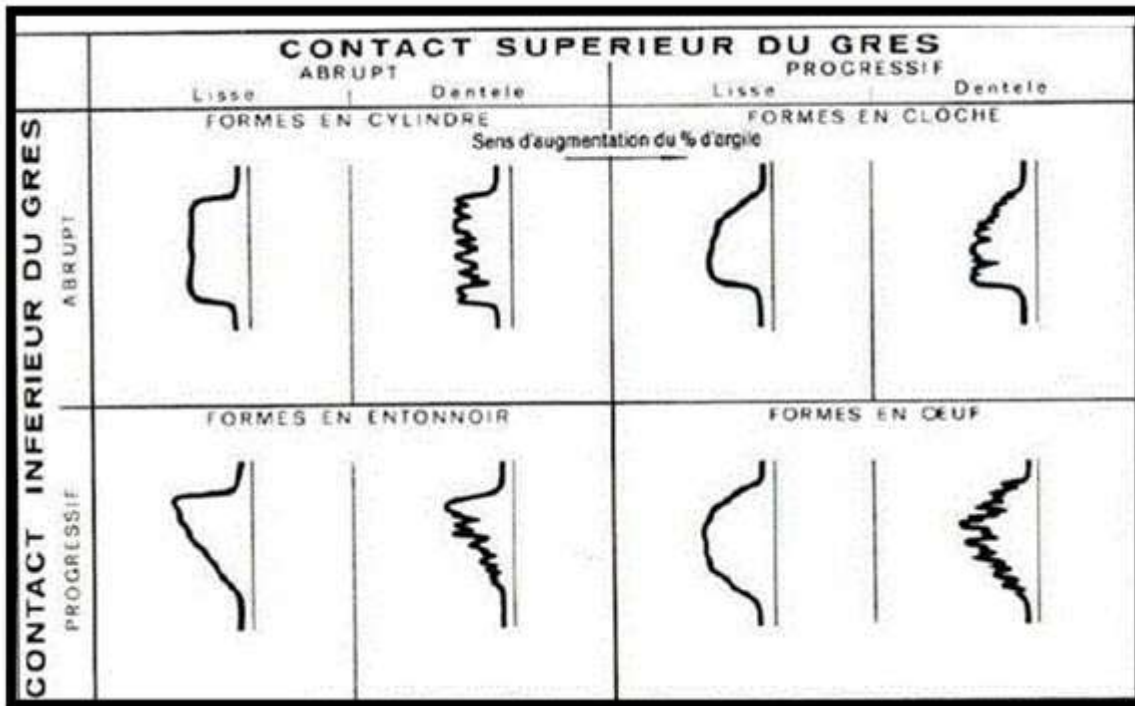 CONTACT SUPERIEUR DU GRES
ABRUPT
PROGRESSIF
Lisse
Dentele
Lisse
Dentele
FORMES EN CYLINDRE
FORMES EN CLOCHE
Sens d'augmentation du % d'argile
CONTACT INFERIEUR DU GRES
ABRUPT
FORMES EN ENTONNOIR
FORMES EN ŒUF
PROGRESSIF